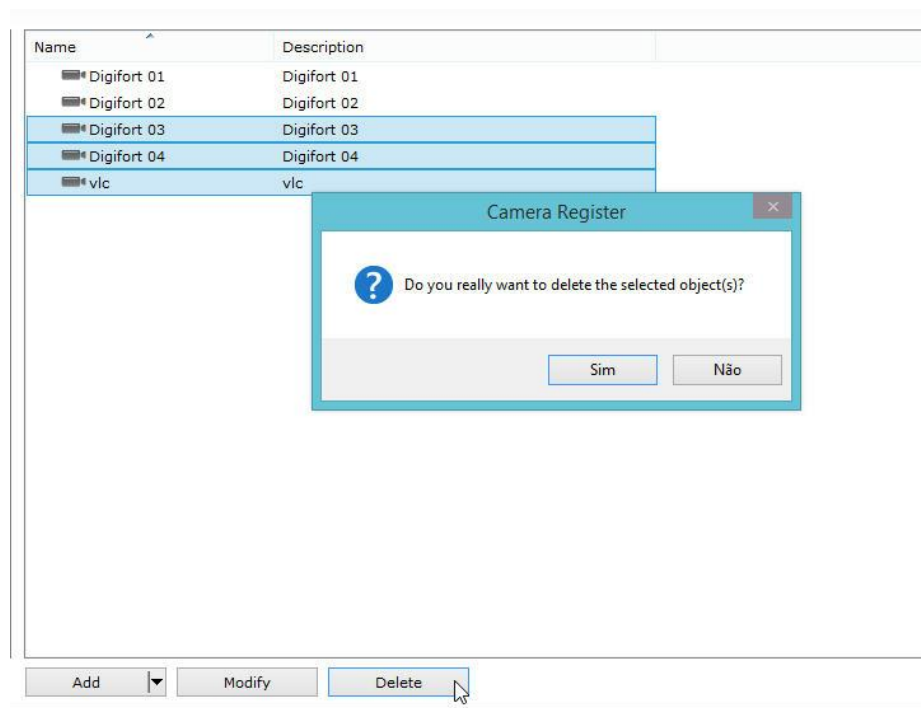 Name Description
Digifort 01 Digifort 01
Digifort 02 Digifort 02
Digifort 03 Digifort 03
Digifort 04 Digifort 04
vlc vlc
Camera Register
Do you really want to delete the selected object(s)?
Sim Não
Add Modify Delete